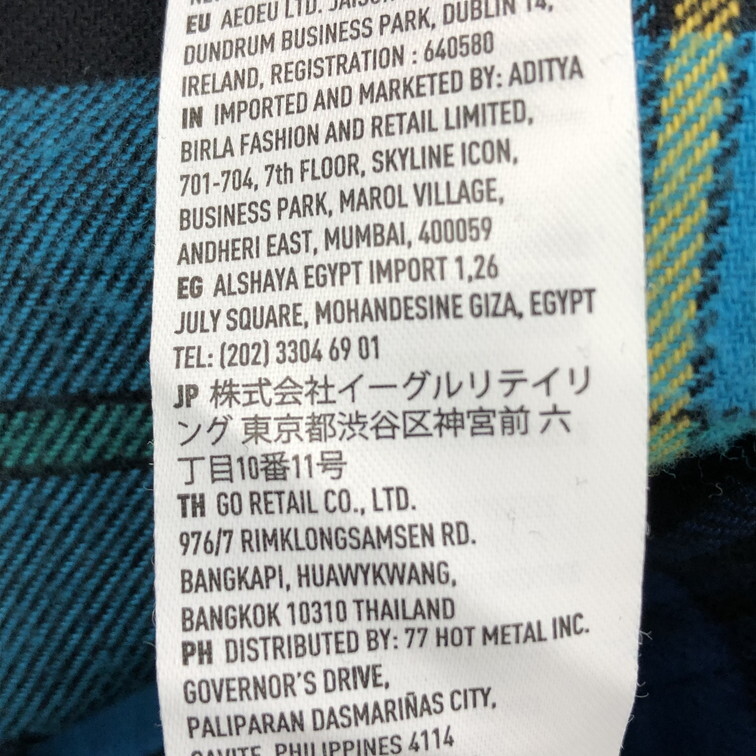 EU AEOEU LTD.
DUNDRUM BUSINESS PARK, DUBLIN 14,
IRELAND, REGISTRATION : 640580
IN IMPORTED AND MARKETED BY: ADITYA
BIRLA FASHION AND RETAIL LIMITED,
701-704, 7th FLOOR, SKYLINE ICON,
BUSINESS PARK, MAROL VILLAGE,
ANDHERI EAST, MUMBAI, 400059
EG ALSHAYA EGYPT IMPORT 1,26
JULY SQUARE, MOHANDESINE GIZA, EGYPT
TEL: (202) 3304 69 01
JP 株式会社イーグルリテイリ
ング 東京都渋谷区神宮前 六
丁目10番11号
TH GO RETAIL CO., LTD.
976/7 RIMKLONGSAMSEN RD.
BANGKAPI, HUAWYKWANG,
BANGKOK 10310 THAILAND
PH DISTRIBUTED BY: 77 HOT METAL INC.
GOVERNOR'S DRIVE,
PALIPARAN DASMARIÑAS CITY,
CAVITE, PHILIPPINES 4114